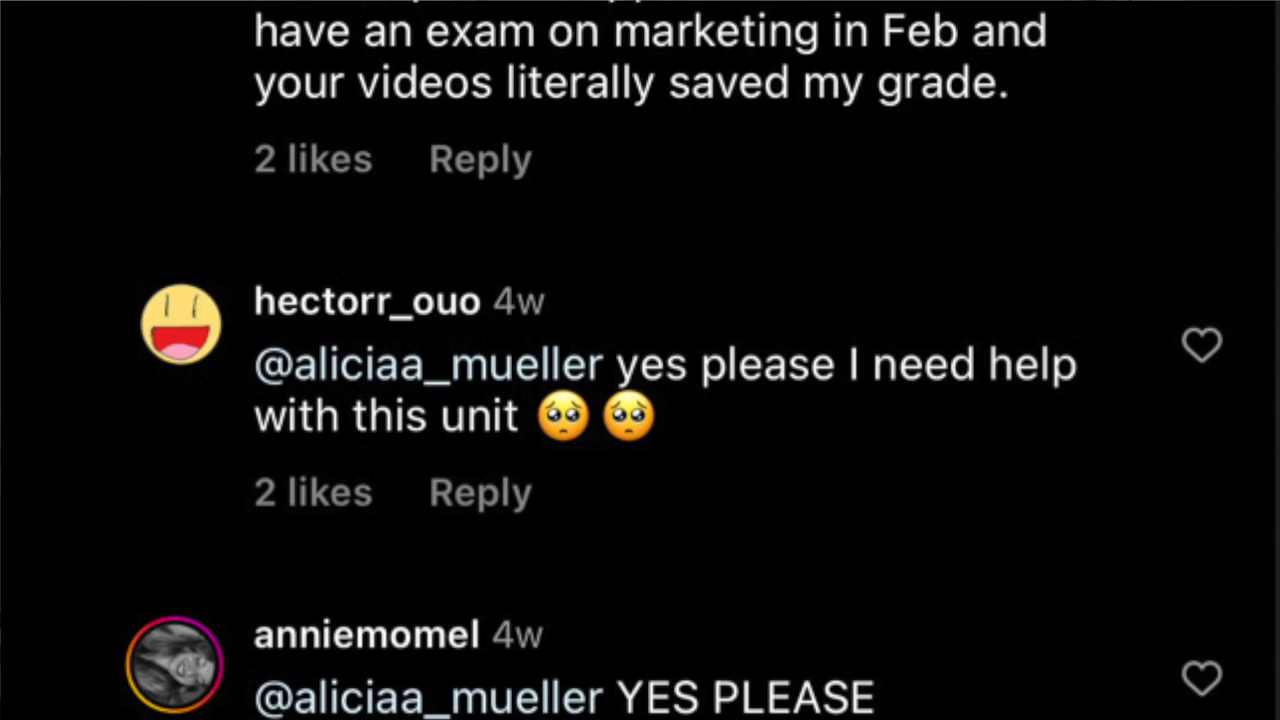 have an exam on marketing in Feb and
your videos literally saved my grade.
2 likes Reply
hectorr_ouo 4w
@aliciaa_mueller yes please I need help
with this unit 🥺🥺
2 likes Reply
anniemomel 4w
@aliciaa_mueller YES PLEASE